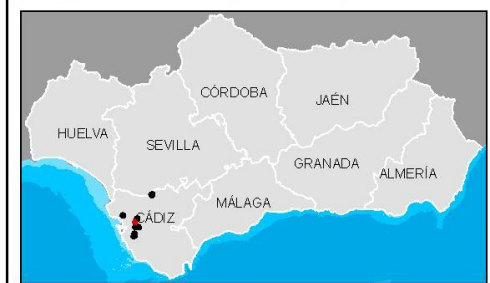 CÓRDOBA
JAÉN
HUELVA
SEVILLA
GRANADA
ALMERÍA
MÁLAGA
CÁDIZ